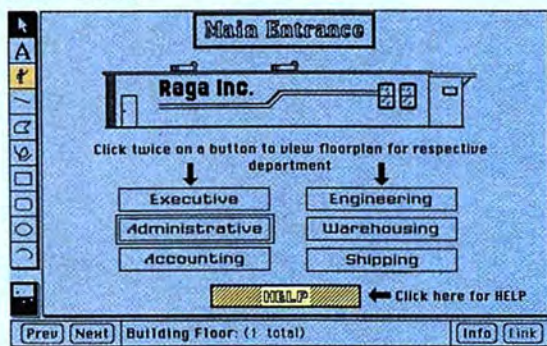 Main Entrance
A
Raga Inc.
Click twice on a button to view floorplan for respective
department
Executive
Engineering
Administrative
Warehousing
Accounting
Shipping
HELP
Click here for HELP
Prev Next Building Floor: (1 total) Info Link